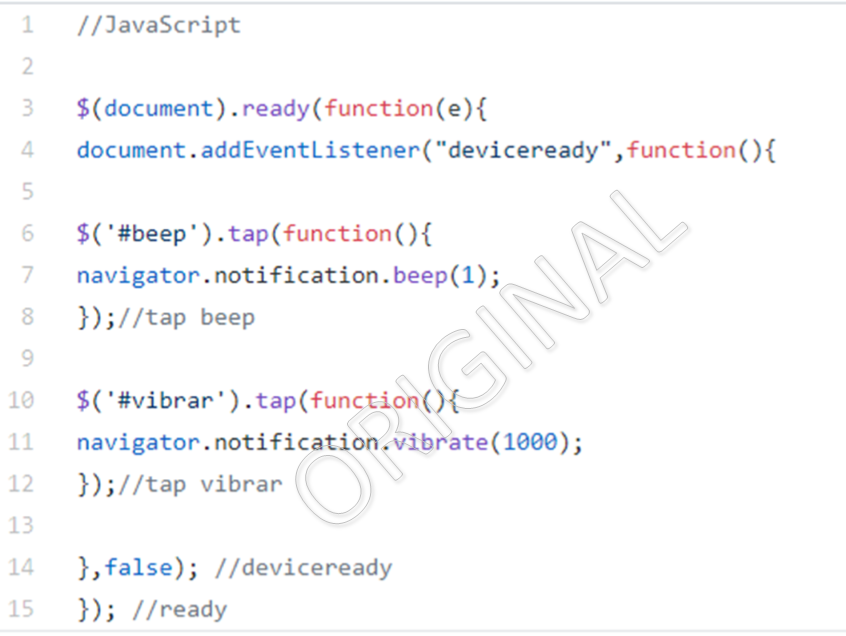 1 //JavaScript
2
3 $(document).ready(function(e){
4 document.addEventListener("deviceready",function(){
5
6 $('#beep').tap(function(){
7 navigator.notification.beep(1);
8 });//tap beep
9
10 $('#vibrar').tap(function(){
11 navigator.notification.vibrate(1000);
12 });//tap vibrar
13
14 },false); //deviceready
15 }); //ready
ORIGINAL